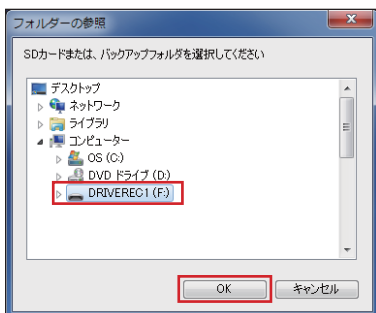 フォルダーの参照
SDカードまたは、バックアップフォルダを選択してください
デスクトップ
ネットワーク
ライブラリ
コンピューター
OS (C:)
DVD ドライブ (D:)
DRIVEREC1 (F:)
OK キャンセル